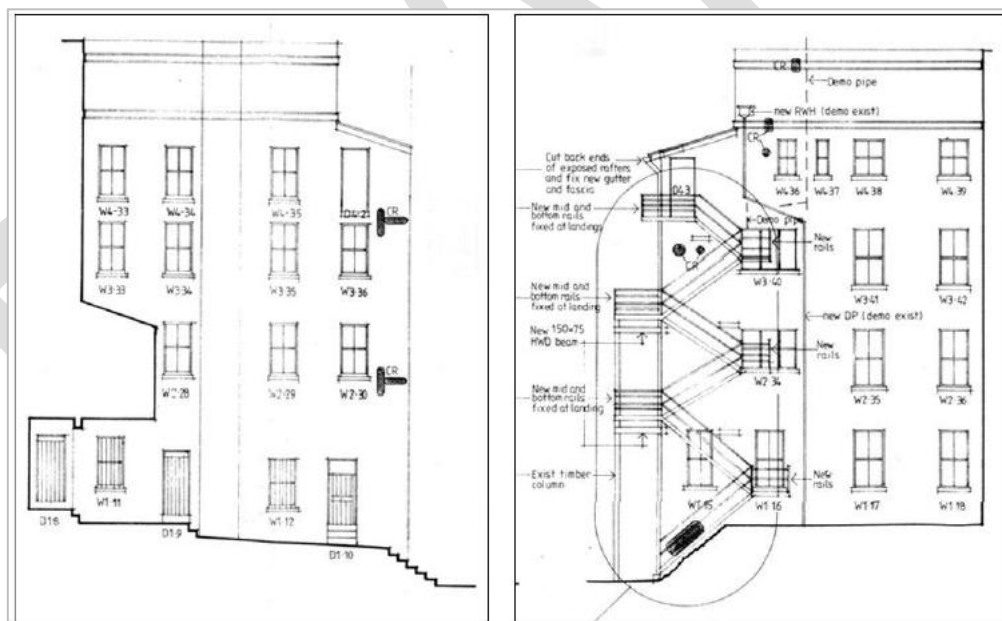 W4·33
W4·34
W4·35
D4·21
CR
W3·33
W3·34
W3·35
W3·36
W2·28
W2·29
W2·30
CR
W1·11
W1·12
D1·8
D1·9
D1·10
CR
Demo pipe
new RWH (demo exist)
CR
Cut back ends
of exposed rafters
and fix new gutter
and fascia
D4·3
W4·36
W4·37
W4·38
W4·39
New mid and
bottom rails
fixed at landings
Demo pipe
New
rails
CR
W3·40
W3·41
W3·42
New mid and
bottom rails
fixed at landing
new DP (demo exist)
New 150×75
HWD beam
New
rails
W2·34
W2·35
W2·36
New mid and
bottom rails
fixed at landing
Exist timber
column
New
rails
W1·15
W1·16
W1·17
W1·18